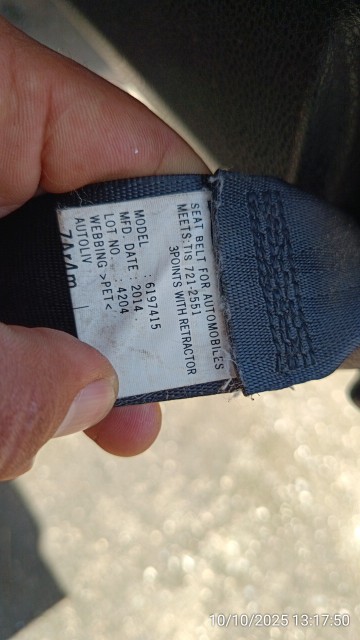 SEAT BELT FOR AUTOMOBILES
MEETS:TIS 721-2551
3POINTS WITH RETRACTOR
MODEL : 6197415
MFD. DATE : 2014
LOT NO. : 4204
WEBBING >PET<
AUTOLIV
10/10/2025 13:17:50